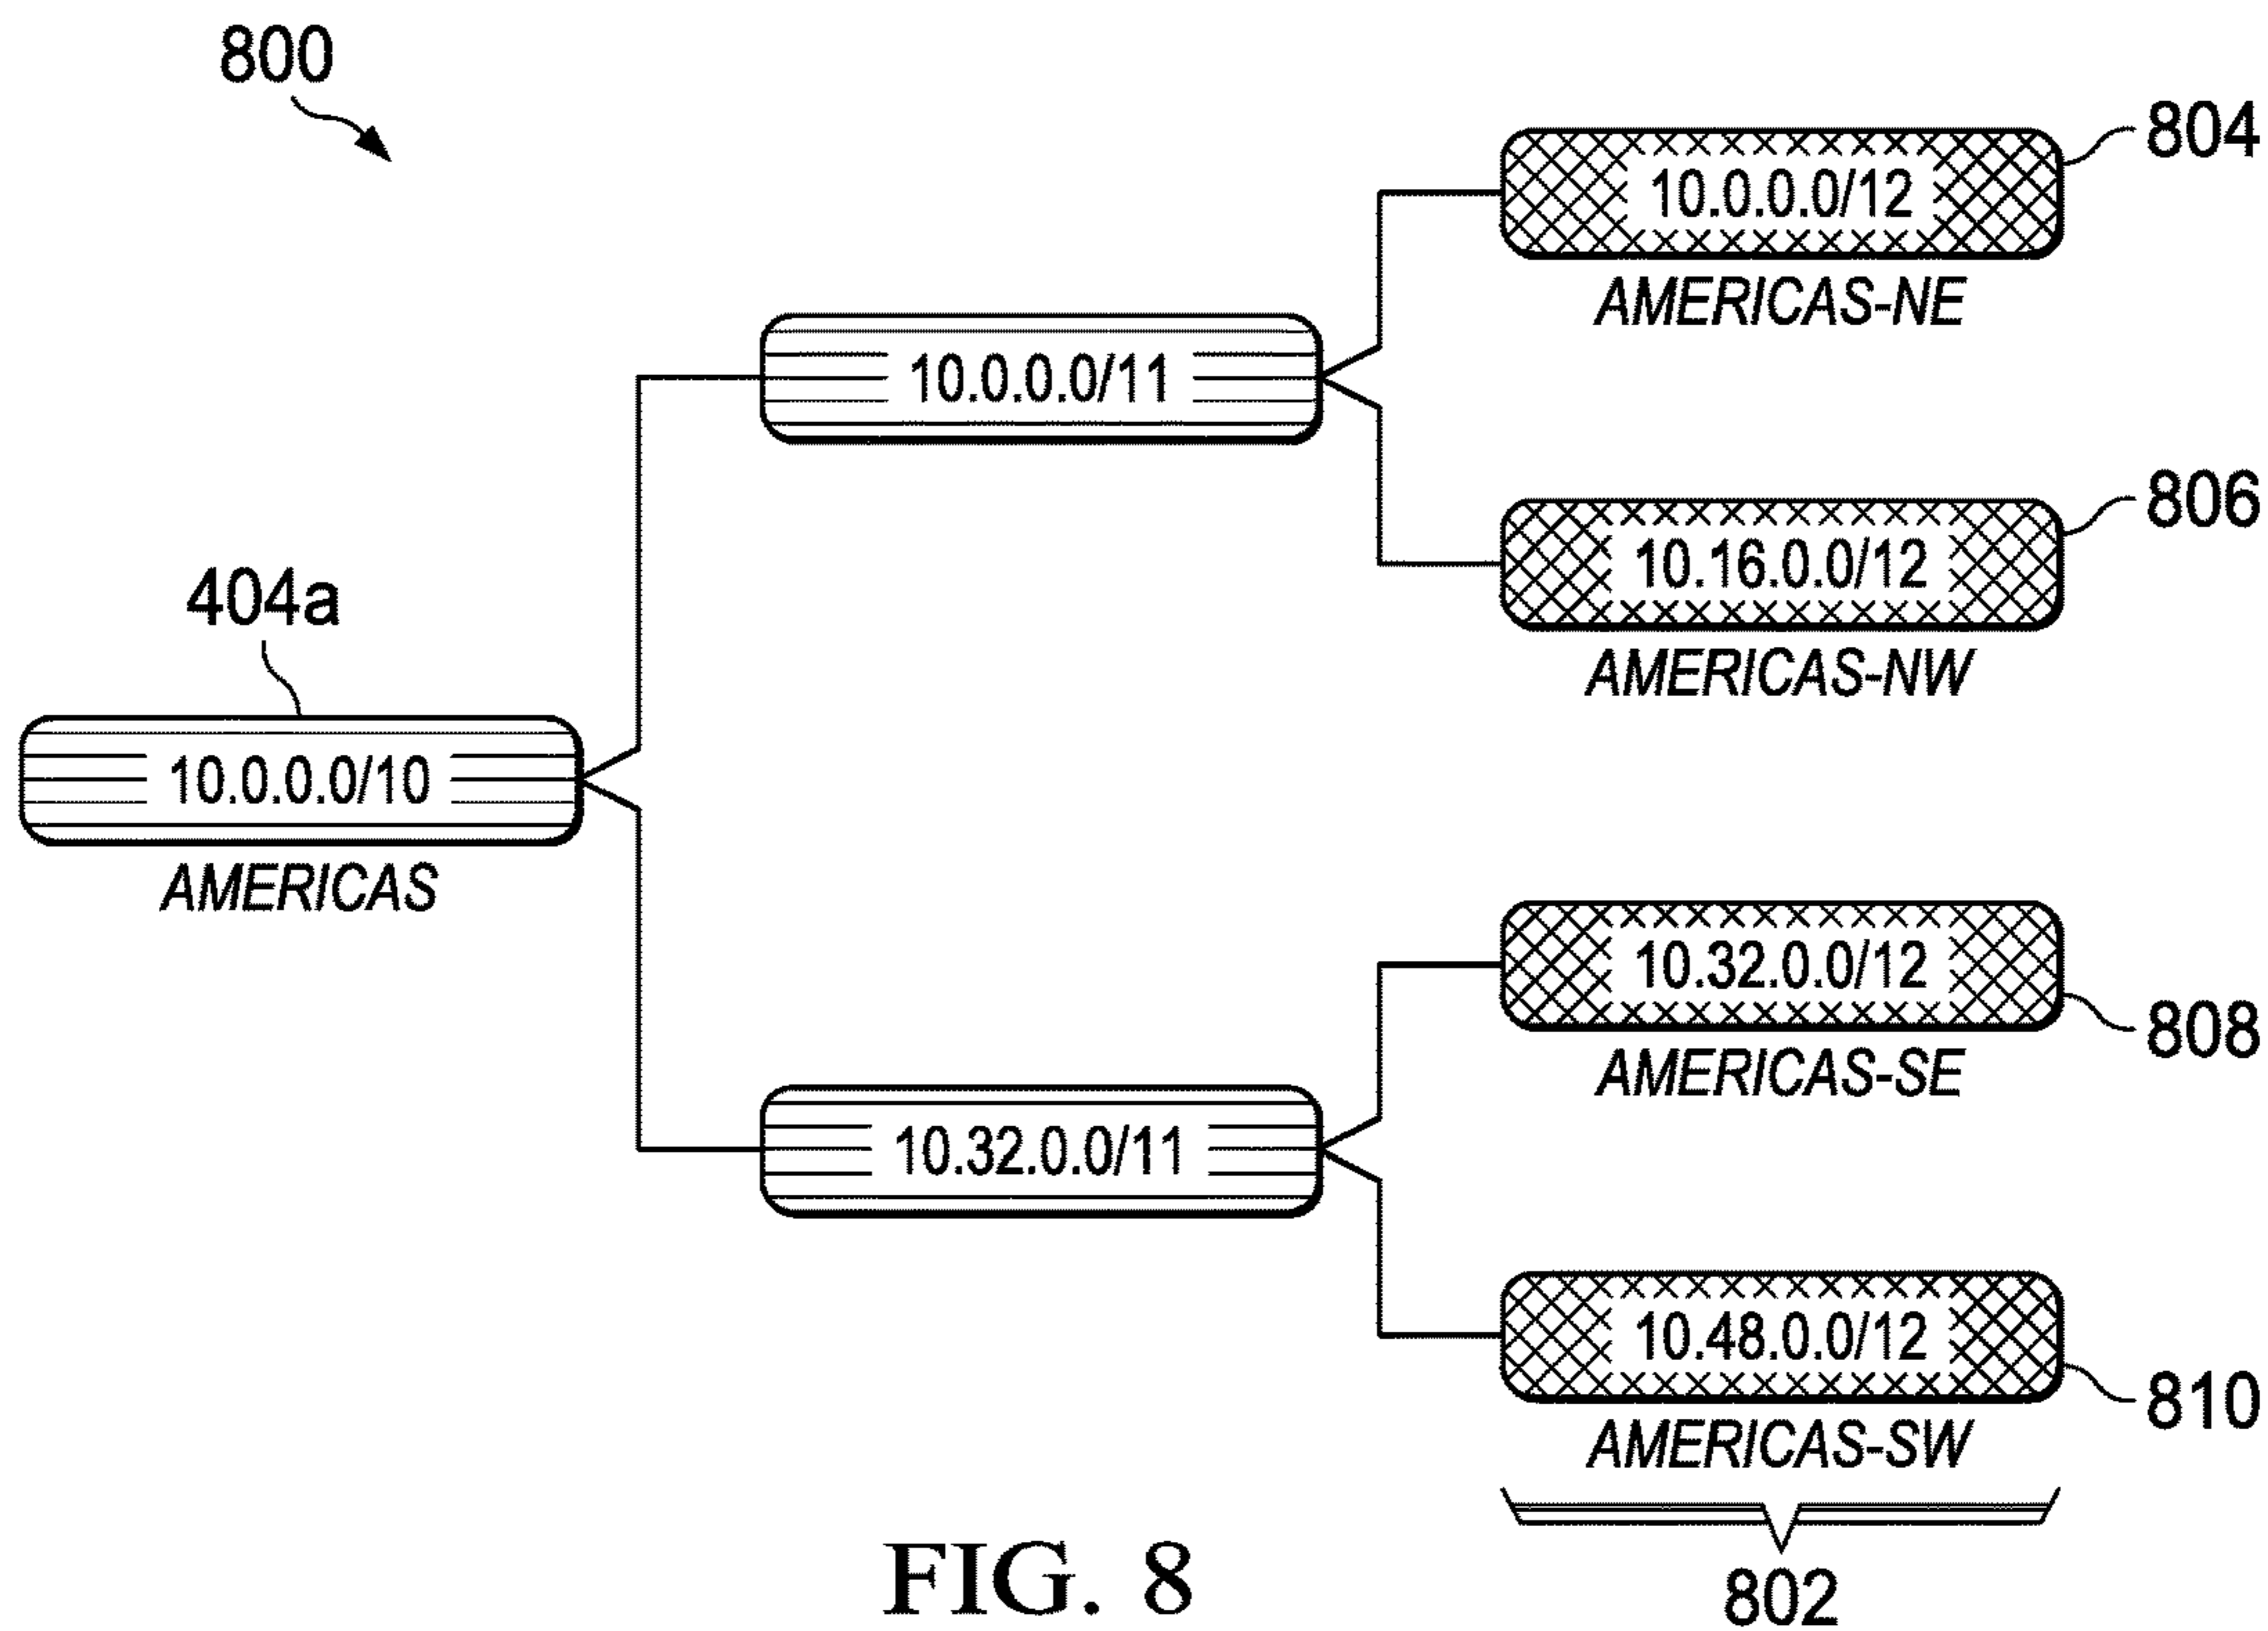 800
804
10.0.0.0/12
AMERICAS-NE
10.0.0.0/11
806
10.16.0.0/12
AMERICAS-NW
404a
10.0.0.0/10
AMERICAS
10.32.0.0/12
808
AMERICAS-SE
10.32.0.0/11
10.48.0.0/12
810
AMERICAS-SW
FIG. 8
802